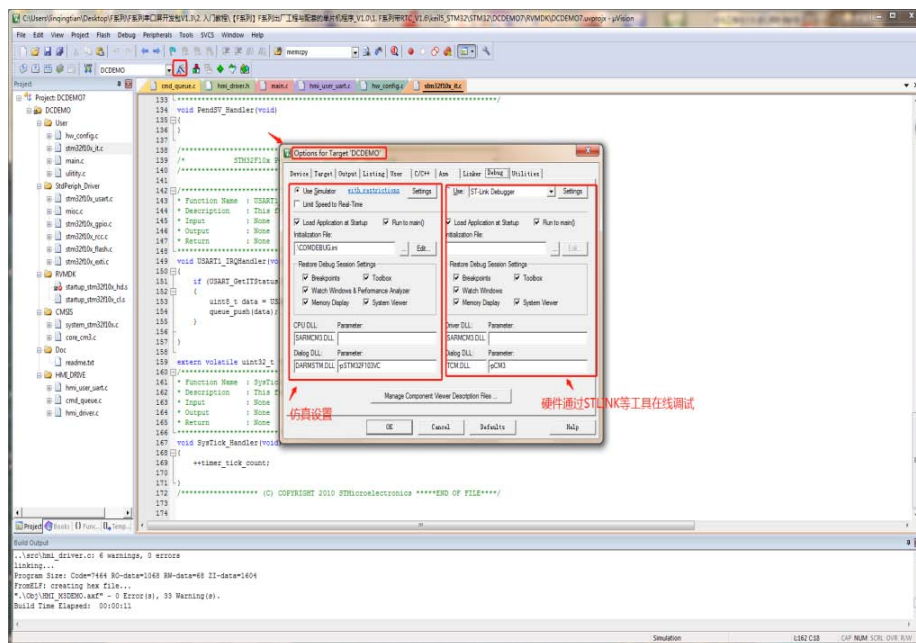 C:\Users\linqingtian\Desktop\F系列\F系列串口屏开发包V1.3\2. 入门教程\【F系列】F系列出厂工程与配套的单片机程序_V1.0\1. F系列带RTC_V1.6\keil5_STM32\STM32\DCDEMO7\RVMDK\DCDEMO7.uvprojx - µVision
File Edit View Project Flash Debug Peripherals Tools SVCS Window Help
memcpy
DCDEMO
Project
cmd_queue.c hmi_driver.h main.c hmi_user_uart.c hw_config.c stm32f10x_it.c
Project: DCDEMO7
DCDEMO
User
hw_config.c
stm32f10x_it.c
main.c
ulitity.c
StdPeriph_Driver
stm32f10x_usart.c
misc.c
stm32f10x_gpio.c
stm32f10x_rcc.c
stm32f10x_flash.c
stm32f10x_exti.c
RVMDK
startup_stm32f10x_hd.s
startup_stm32f10x_cl.s
CMSIS
system_stm32f10x.c
core_cm3.c
Doc
readme.txt
HMI_DRIVER
hmi_user_uart.c
cmd_queue.c
hmi_driver.c
Project Books {} Func... 0. Temp...
133
134 void PendSV_Handler(void)
135 {
136 }
137
138
139 /* STM32F10x P
140
141
142
143 * Function Name : USART1
144 * Description : This f
145 * Input : None
146 * Output : None
147 * Return : None
148
149 void USART1_IRQHandler(void)
150 {
151 if (USART_GetITStatus
152 {
153 uint8_t data = US
154 queue_push(data);
155 }
156
157 }
158
159 extern volatile uint32_t
160
161 * Function Name : SysTic
162 * Description : This f
163 * Input : None
164 * Output : None
165 * Return : None
166
167 void SysTick_Handler(void)
168 {
169 ++timer_tick_count;
170
171 }
172 /******************* (C) COPYRIGHT 2010 STMicroelectronics *****END OF FILE****/
173
174
Options for Target 'DCDEMO'
Device Target Output Listing User C/C++ Asm Linker Debug Utilities
Use Simulator with restrictions Settings
Limit Speed to Real-Time
Load Application at Startup Run to main()
Initialization File:
.\COMDEBUG.ini ... Edit...
Restore Debug Session Settings
Breakpoints Toolbox
Watch Windows & Performance Analyzer
Memory Display System Viewer
CPU DLL: Parameter:
SARMCM3.DLL
Dialog DLL: Parameter:
DARMSTM.DLL -pSTM32F103VC
Use: ST-Link Debugger Settings
Load Application at Startup Run to main()
Initialization File:
... Edit...
Restore Debug Session Settings
Breakpoints Toolbox
Watch Windows
Memory Display System Viewer
Driver DLL: Parameter:
SARMCM3.DLL
Dialog DLL: Parameter:
TCM.DLL -pCM3
Manage Component Viewer Description Files ...
OK Cancel Defaults Help
仿真设置
硬件通过STLINK等工具在线调试
Build Output
..\src\hmi_driver.c: 6 warnings, 0 errors
linking...
Program Size: Code=7464 RO-data=1068 RW-data=68 ZI-data=1604
FromELF: creating hex file...
".\Obj\HMI_M3DEMO.axf" - 0 Error(s), 33 Warning(s).
Build Time Elapsed: 00:00:11
Simulation L:162 C:18 CAP NUM SCRL OVR R/W